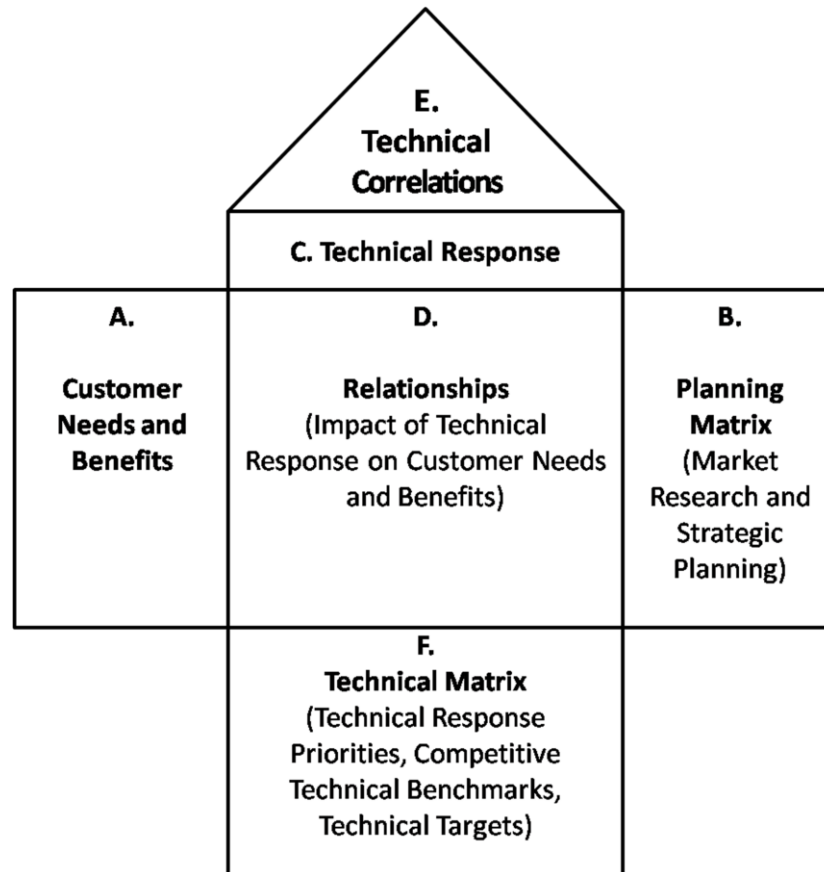 E.
Technical
Correlations
C. Technical Response
A.
Customer
Needs and
Benefits
D.
Relationships
(Impact of Technical
Response on Customer Needs
and Benefits)
B.
Planning
Matrix
(Market
Research and
Strategic
Planning)
F.
Technical Matrix
(Technical Response
Priorities, Competitive
Technical Benchmarks,
Technical Targets)